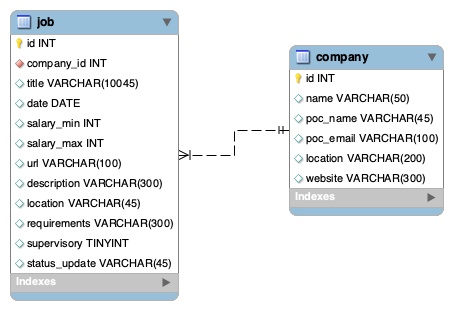 job
id INT
company_id INT
title VARCHAR(10045)
date DATE
salary_min INT
salary_max INT
url VARCHAR(100)
description VARCHAR(300)
location VARCHAR(45)
requirements VARCHAR(300)
supervisory TINYINT
status_update VARCHAR(45)
Indexes
company
id INT
name VARCHAR(50)
poc_name VARCHAR(45)
poc_email VARCHAR(100)
location VARCHAR(200)
website VARCHAR(300)
Indexes